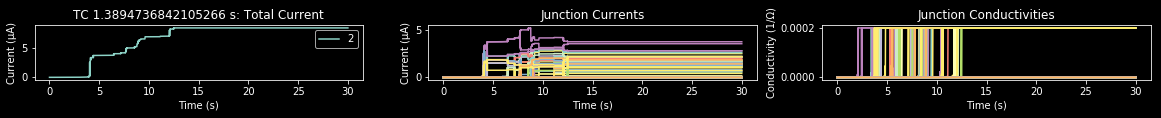 TC 1.3894736842105266 s: Total Current
Current (μA)
5
0
2
0 5 10 15 20 25 30
Time (s)
Junction Currents
Current (μA)
5
0
0 5 10 15 20 25 30
Time (s)
Junction Conductivities
Conductivity (1/Ω)
0.0002
0.0000
0 5 10 15 20 25 30
Time (s)